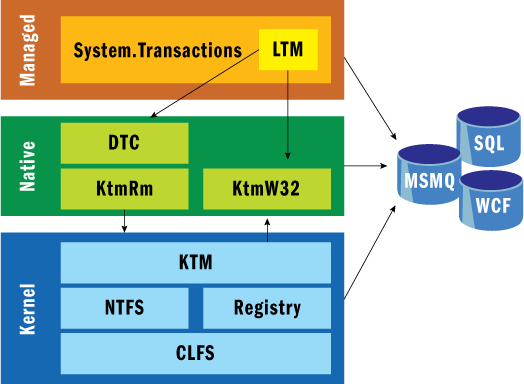 Managed
System.Transactions
LTM
Native
DTC
KtmRm
KtmW32
Kernel
KTM
NTFS
Registry
CLFS
SQL
MSMQ
WCF